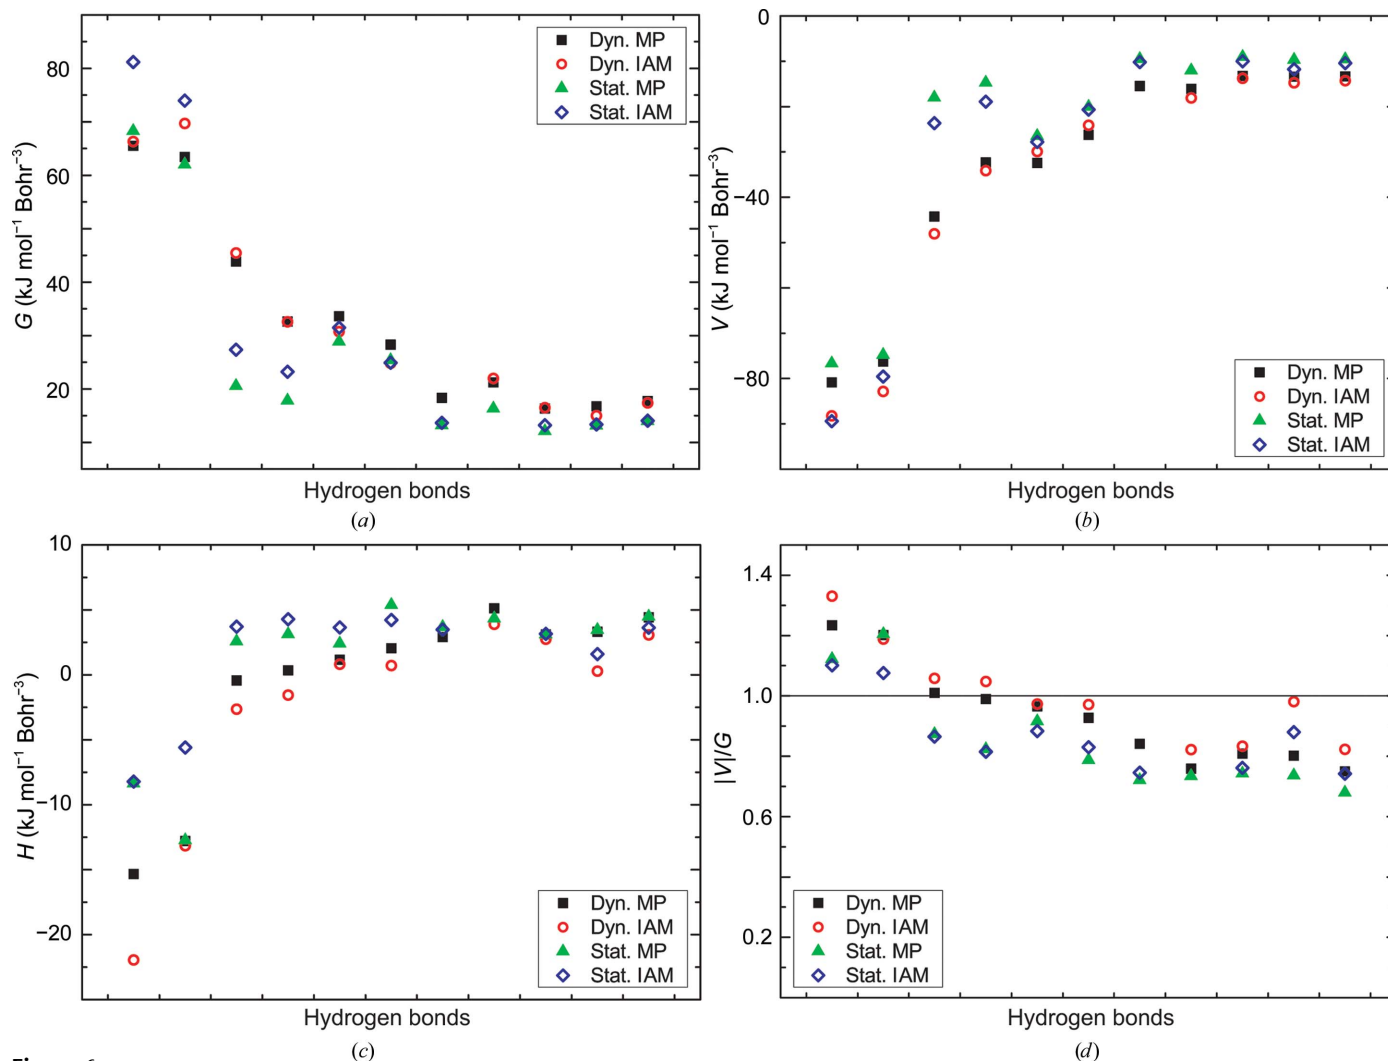 80
60
40
20
G (kJ mol⁻¹ Bohr⁻³)
Dyn. MP
Dyn. IAM
Stat. MP
Stat. IAM
Hydrogen bonds
(a)
0
−40
−80
V (kJ mol⁻¹ Bohr⁻³)
Dyn. MP
Dyn. IAM
Stat. MP
Stat. IAM
Hydrogen bonds
(b)
10
0
−10
−20
H (kJ mol⁻¹ Bohr⁻³)
Dyn. MP
Dyn. IAM
Stat. MP
Stat. IAM
Hydrogen bonds
(c)
1.4
1.0
0.6
0.2
|V|/G
Dyn. MP
Dyn. IAM
Stat. MP
Stat. IAM
Hydrogen bonds
(d)